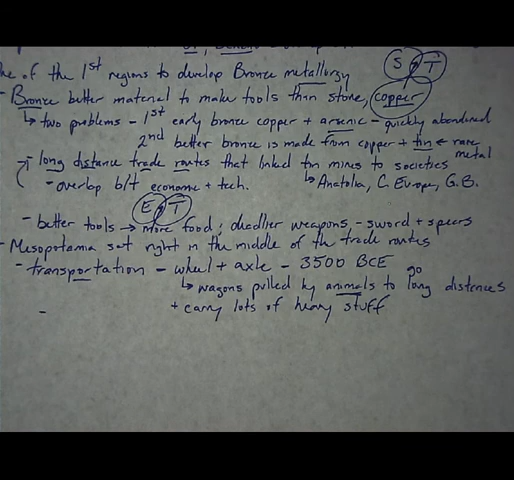 S T
of the 1st regions to develop Bronze metallurgy
- Bronze better material to make tools than stone, copper
↳ two problems - 1st early bronze copper + arsenic - quickly abandoned
2nd better bronze is made from copper + tin ← rare metal
- long distance trade routes that linked tin mines to societies
- overlap b/t economic + tech. ↳ Anatolia, C. Europe, G.B.
E T
- better tools → more food; deadlier weapons - sword + spears
- Mesopotamia sat right in the middle of the trade routes
- transportation - wheel + axle - 3500 BCE
↳ wagons pulled by animals to go long distances
+ carry lots of heavy stuff
-